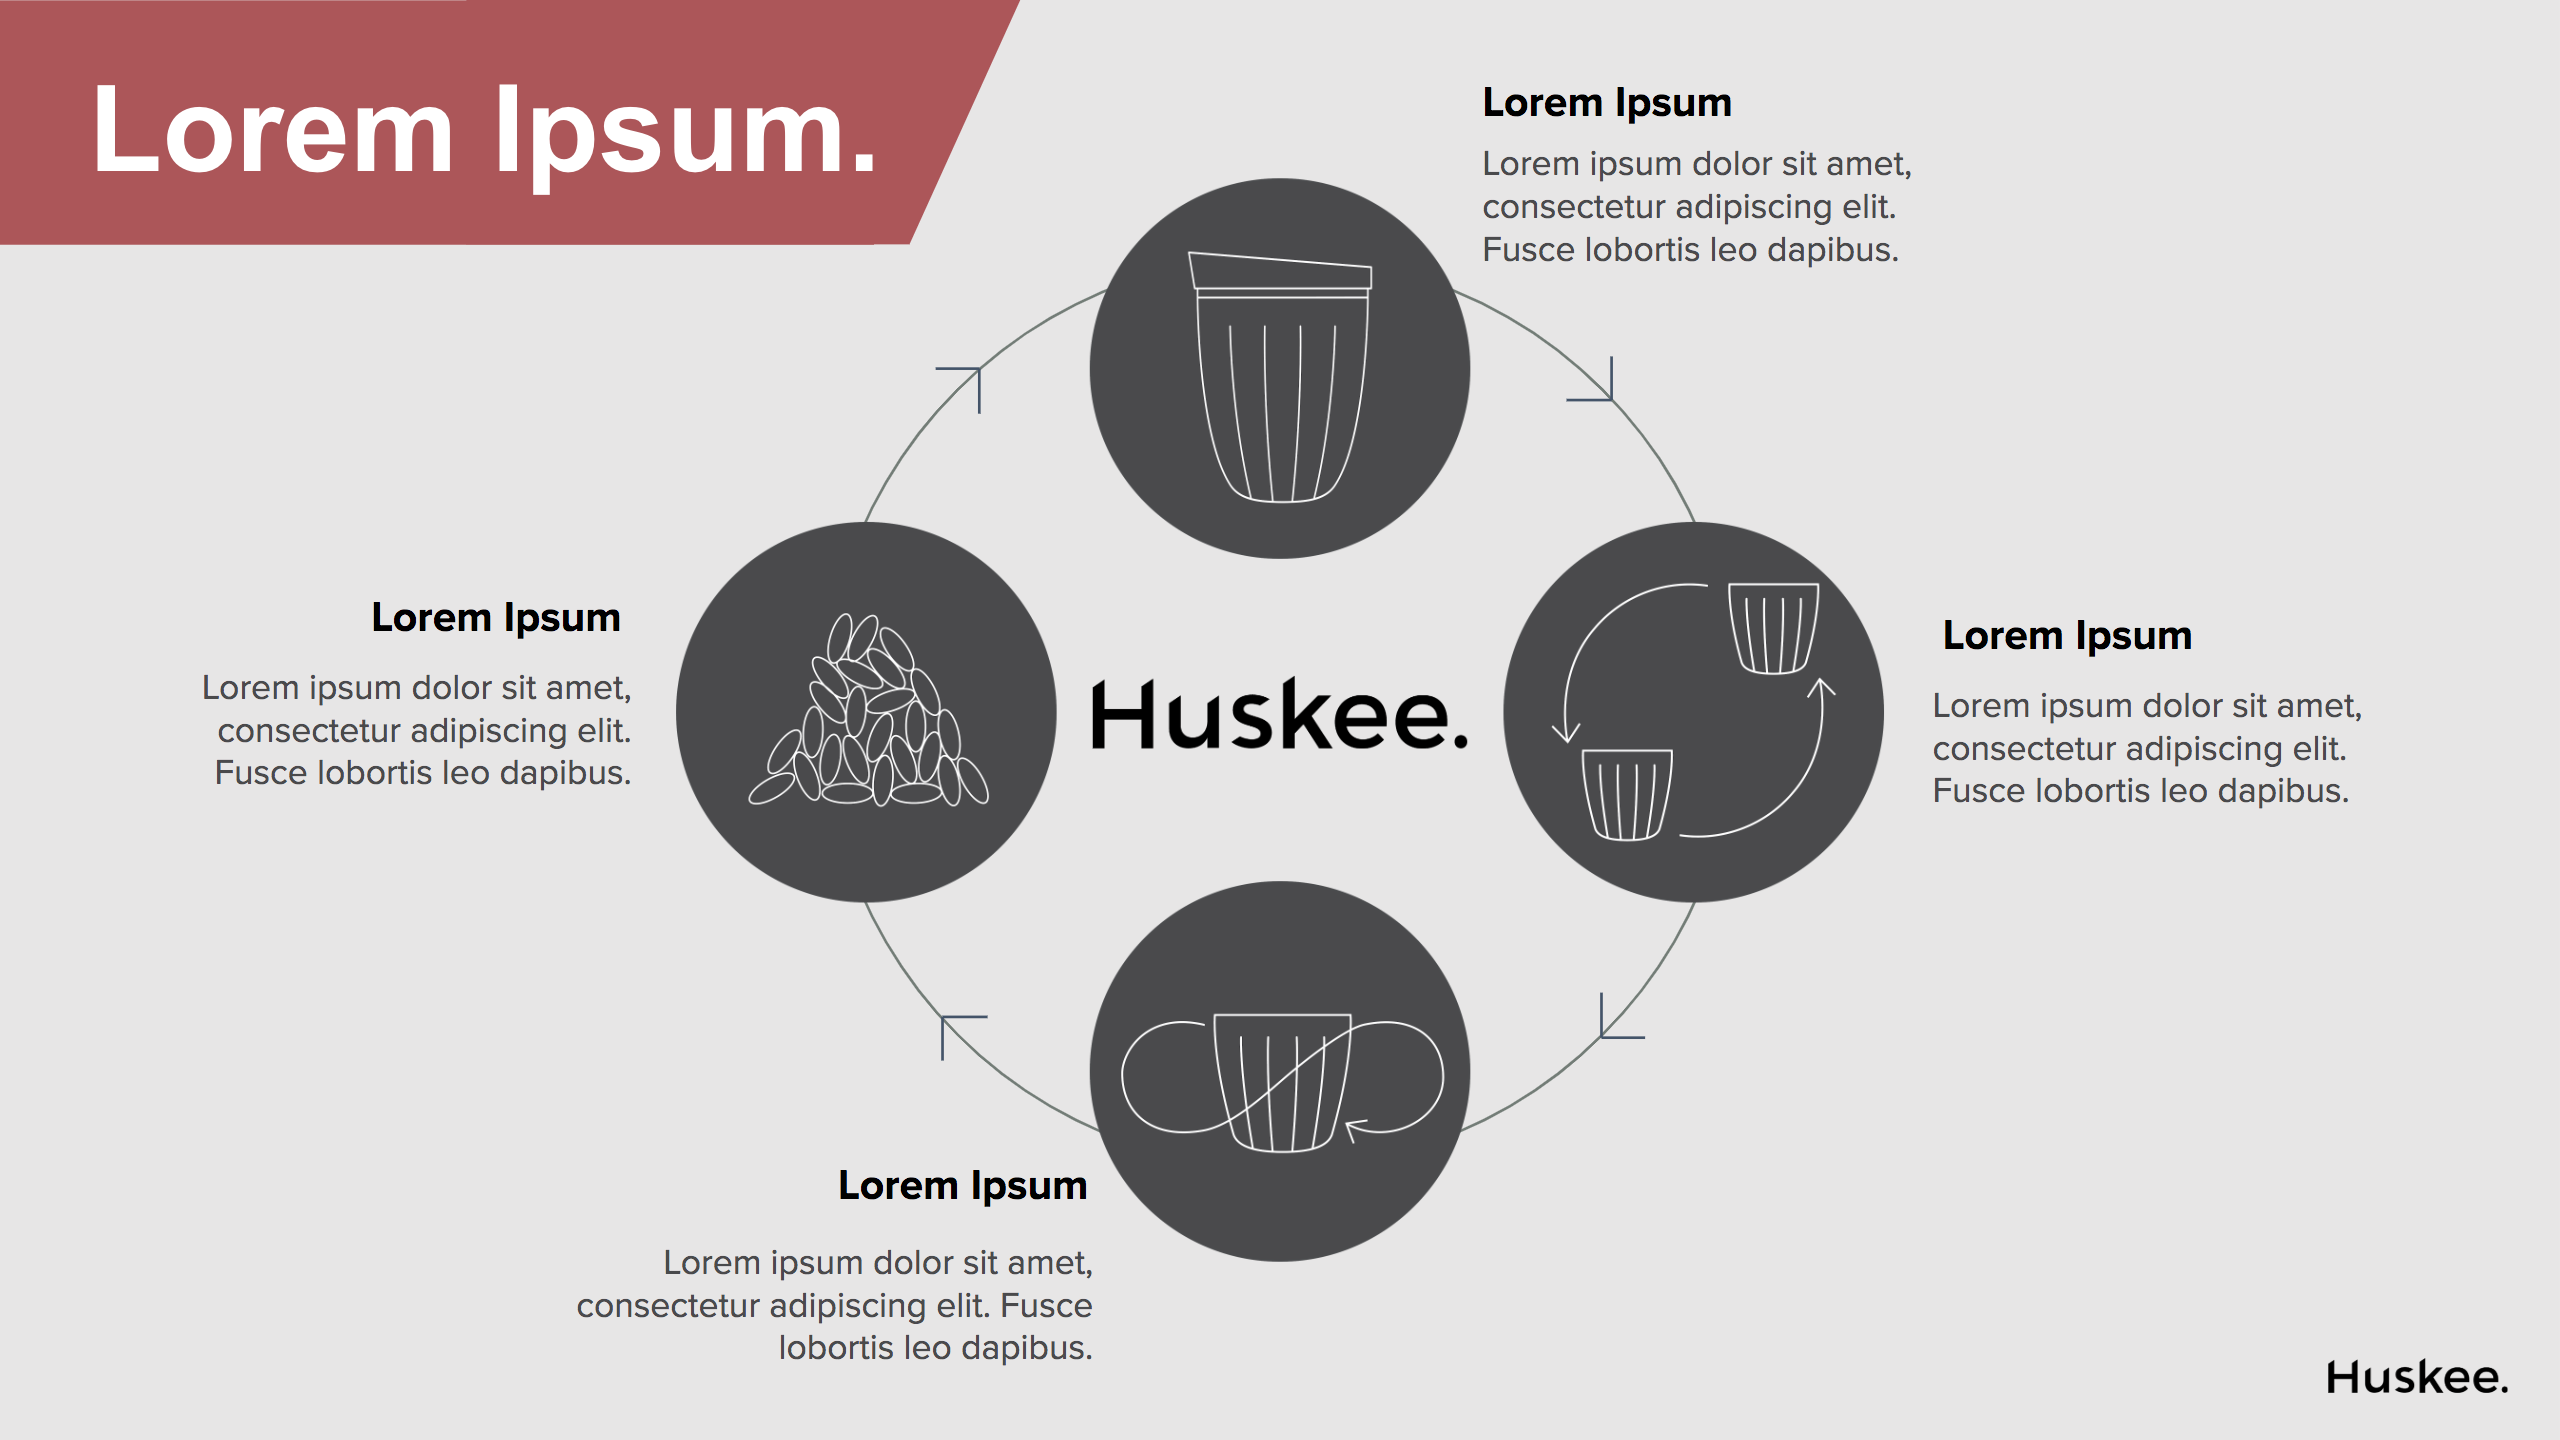 Lorem Ipsum.
Lorem Ipsum
Lorem ipsum dolor sit amet,
consectetur adipiscing elit.
Fusce lobortis leo dapibus.
Lorem Ipsum
Lorem ipsum dolor sit amet,
consectetur adipiscing elit.
Fusce lobortis leo dapibus.
Huskee.
Lorem Ipsum
Lorem ipsum dolor sit amet,
consectetur adipiscing elit.
Fusce lobortis leo dapibus.
Lorem Ipsum
Lorem ipsum dolor sit amet,
consectetur adipiscing elit. Fusce
lobortis leo dapibus.
Huskee.